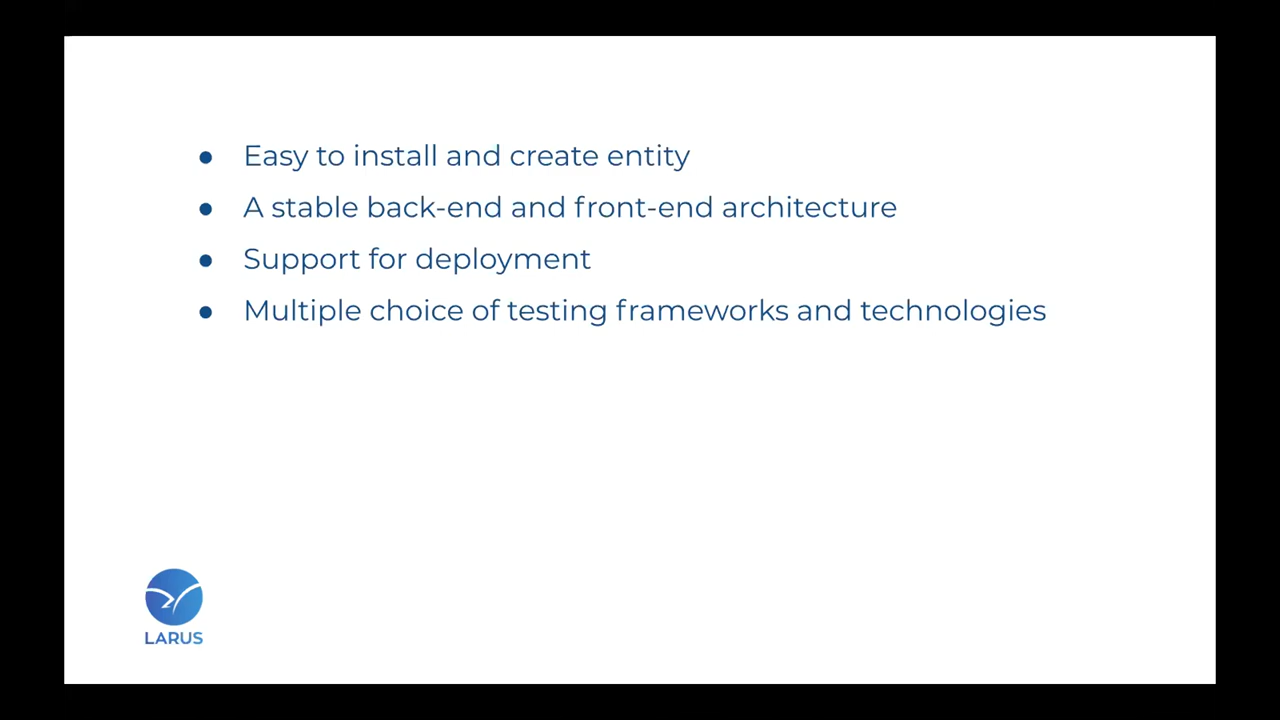 ● Easy to install and create entity
● A stable back-end and front-end architecture
● Support for deployment
● Multiple choice of testing frameworks and technologies
LARUS